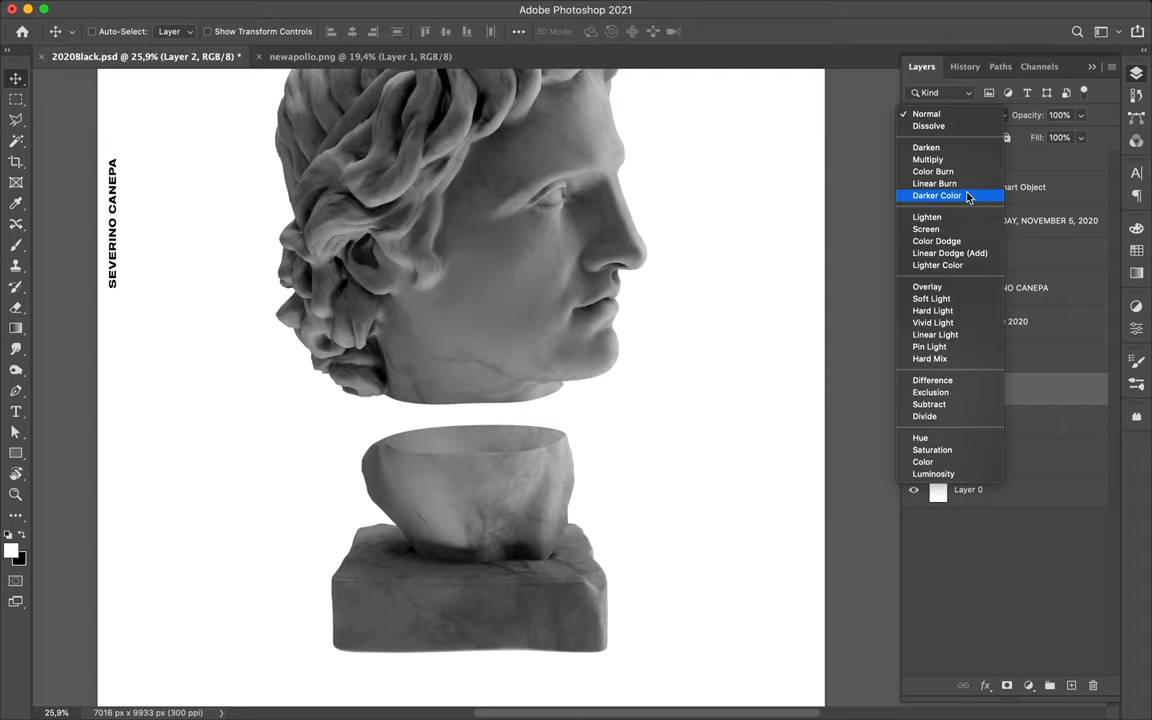 Adobe Photoshop 2021
Auto-Select: Layer Show Transform Controls 3D Mode:
2020Black.psd @ 25,9% (Layer 2, RGB/8) * newapollo.png @ 19,4% (Layer 1, RGB/8)
SEVERINO CANEPA
Layers History Paths Channels
Kind
Normal
Opacity: 100%
Dissolve
Fill: 100%
Darken
Multiply
Color Burn
Linear Burn
Darker Color
Lighten
Screen
Color Dodge
Linear Dodge (Add)
Lighter Color
Overlay
Soft Light
Hard Light
Vivid Light
Linear Light
Pin Light
Hard Mix
Difference
Exclusion
Subtract
Divide
Hue
Saturation
Color
Luminosity
mart Object
DAY, NOVEMBER 5, 2020
NO CANEPA
2020
Layer 0
25,9% 7016 px x 9933 px (300 ppi)